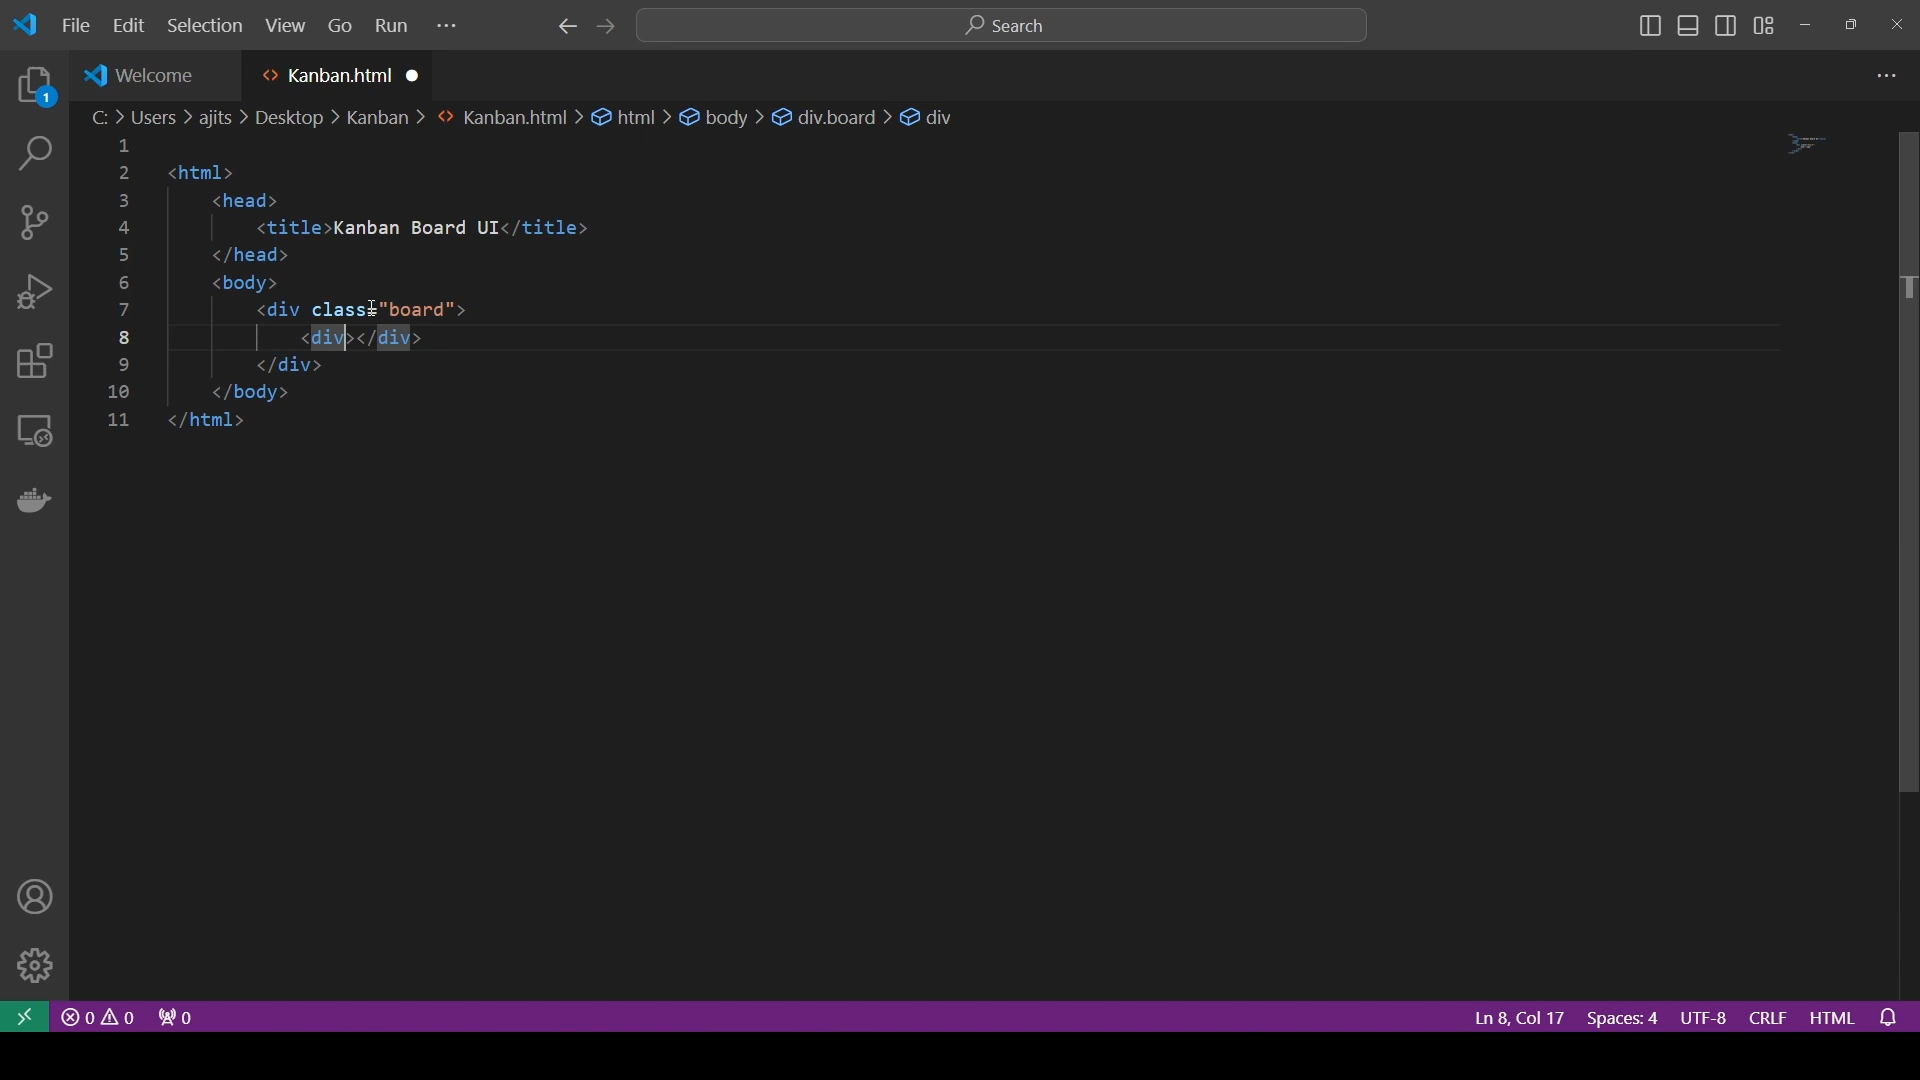 File Edit Selection View Go Run ···
Search
Welcome Kanban.html
C: > Users > ajits > Desktop > Kanban > Kanban.html > html > body > div.board > div
1
2 <html>
3 <head>
4 <title>Kanban Board UI</title>
5 </head>
6 <body>
7 <div class="board">
8 <div></div>
9 </div>
10 </body>
11 </html>
1
0 0 0 Ln 8, Col 17 Spaces: 4 UTF-8 CRLF HTML